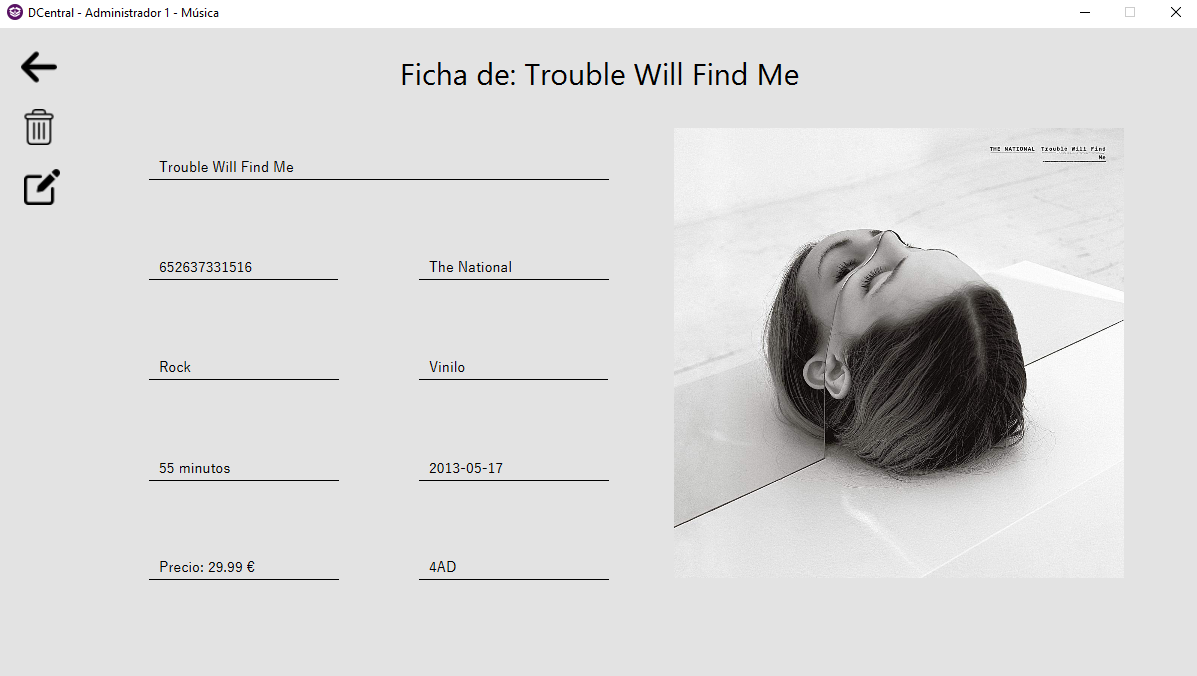 DCentral - Administrador 1 - Música
Ficha de: Trouble Will Find Me
Trouble Will Find Me
652637331516
The National
Rock
Vinilo
55 minutos
2013-05-17
Precio: 29.99 €
4AD
THE NATIONAL Trouble Will Find
Me